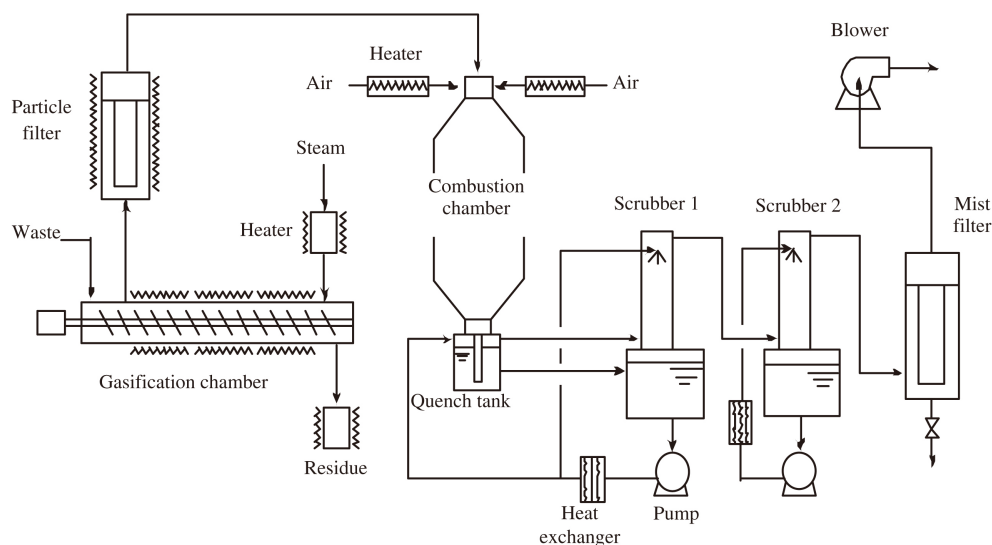 Blower
Heater
Air
Air
Particle
filter
Steam
Combustion
chamber
Scrubber 1
Scrubber 2
Mist
filter
Waste
Heater
Gasification chamber
Quench tank
Residue
Heat
exchanger
Pump